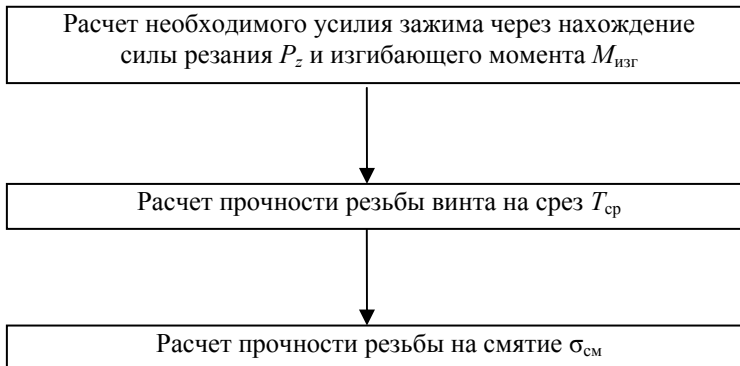 Расчет необходимого усилия зажима через нахождение
силы резания Pz и изгибающего момента Mизг
Расчет прочности резьбы винта на срез Tср
Расчет прочности резьбы на смятие σсм